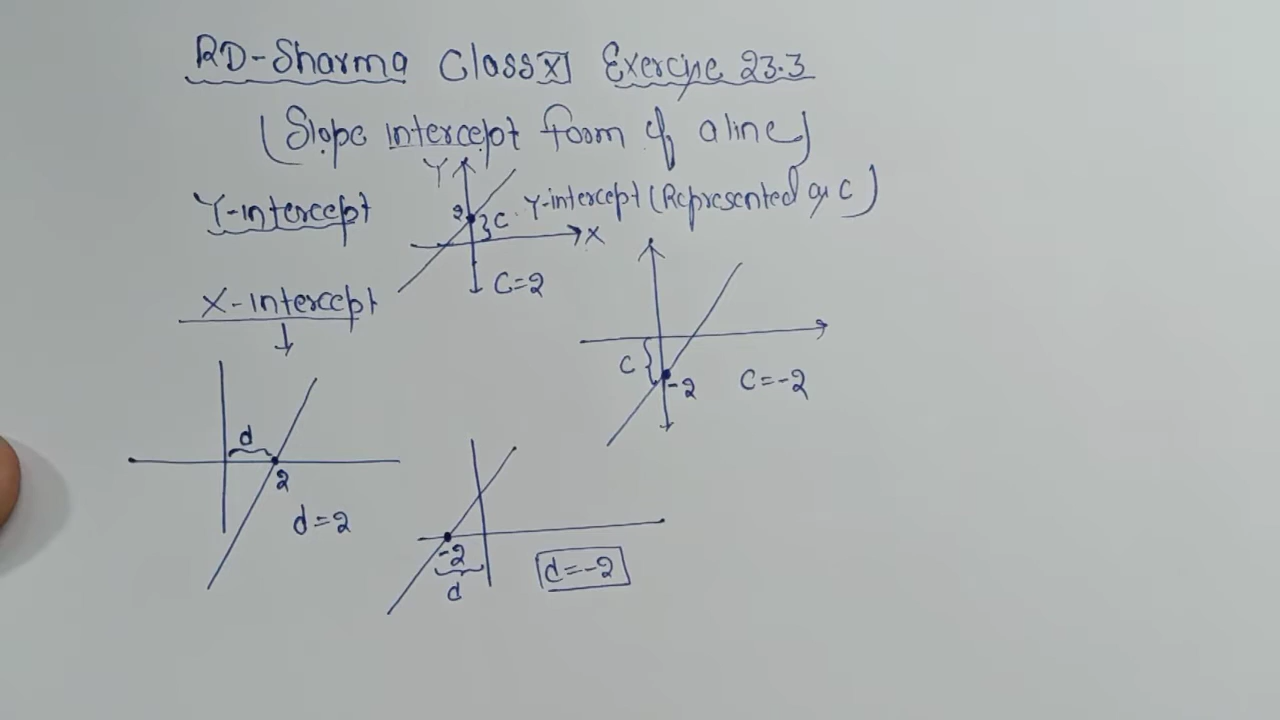 RD-Sharma Class XI Exercise 23.3
(Slope intercept form of a line)
Y
Y-intercept
2
C
Y-intercept (Represented as C)
X
C=2
X-intercept
C
-2
C=-2
d
2
d=2
-2
d
d=-2